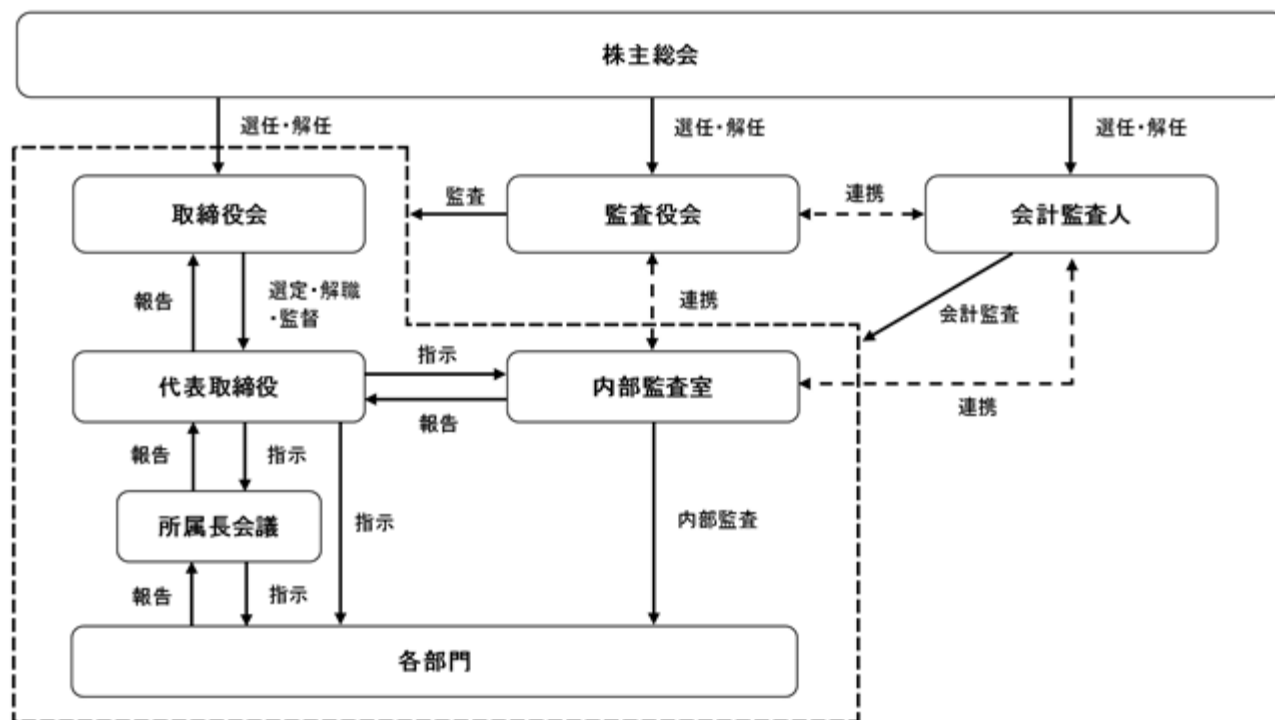 株主総会
選任・解任
選任・解任
選任・解任
取締役会
監査
監査役会
連携
会計監査人
報告
選定・解職
・監督
連携
会計監査
代表取締役
指示
報告
内部監査室
連携
報告
指示
所属長会議
指示
内部監査
報告
指示
各部門